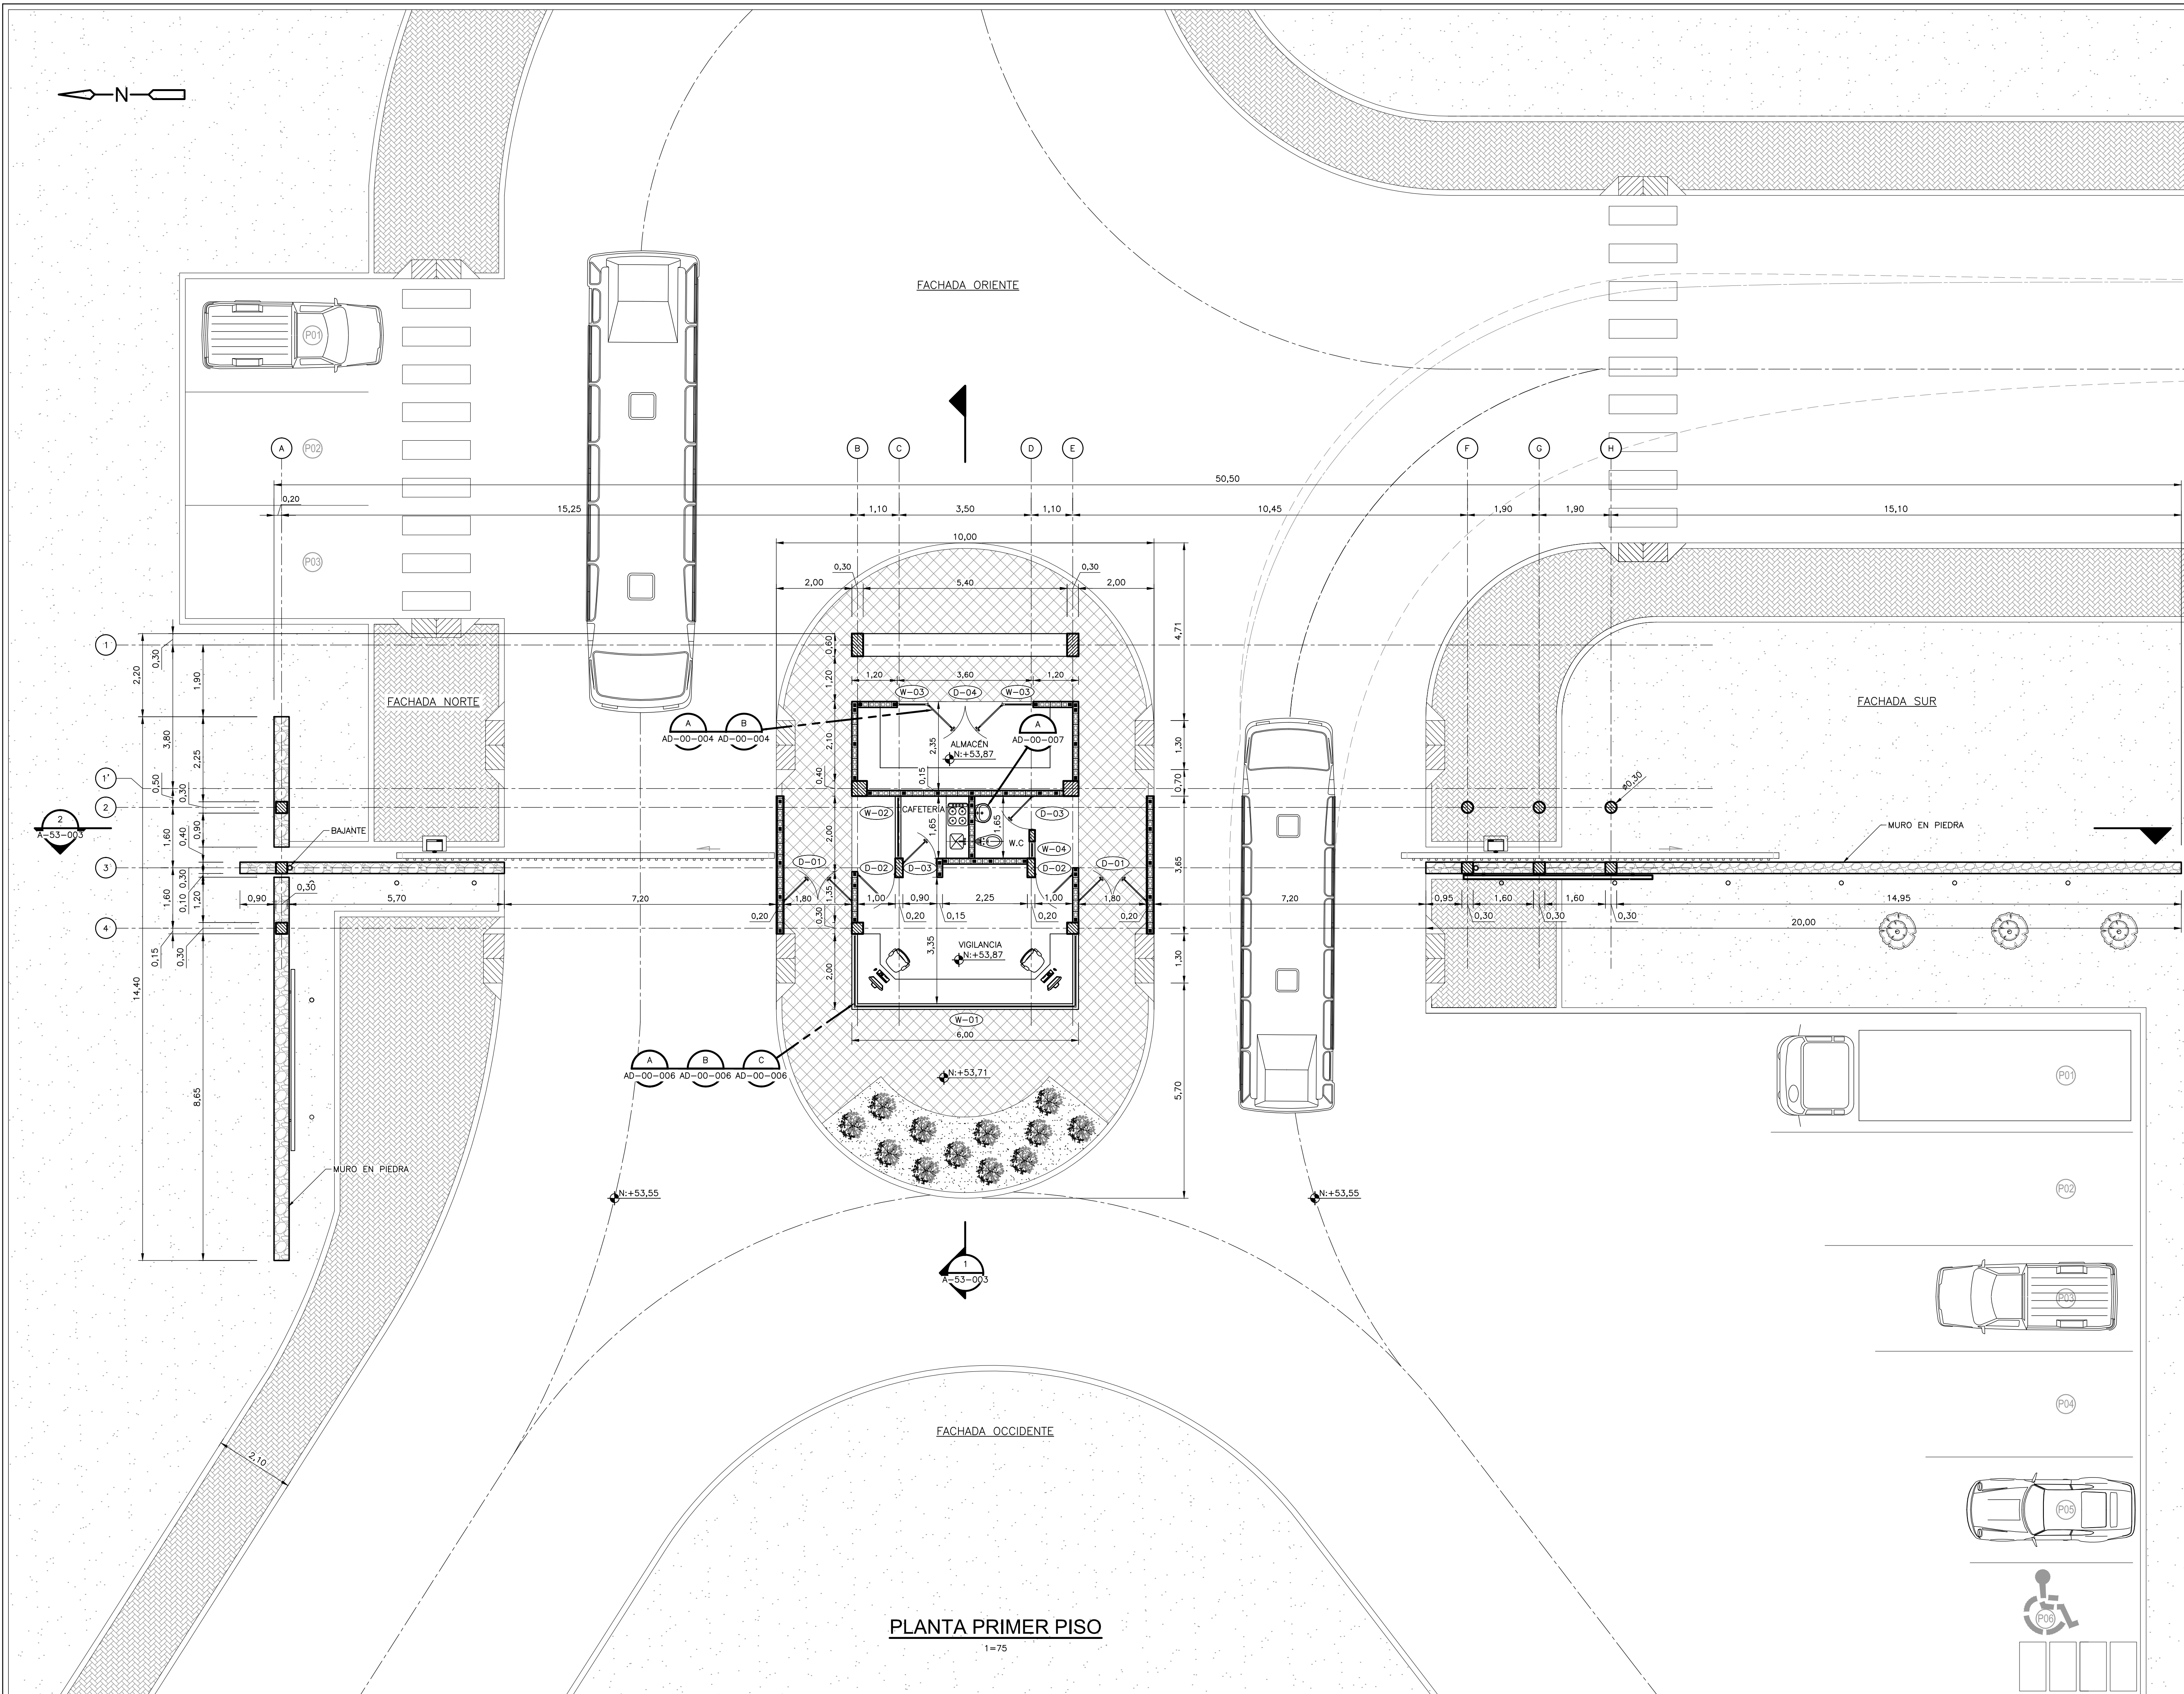 N
FACHADA ORIENTE
P01
P02
P03
A
B
C
D
E
F
G
H
50,50
0,20
15,25
1,10
3,50
1,10
10,45
1,90
1,90
15,10
10,00
0,30
0,30
2,00
5,40
2,00
4,71
1
2,20
0,30
1,90
0,60
1,20
1,20
3,60
1,20
FACHADA NORTE
FACHADA SUR
W-03
D-04
W-03
A
AD-00-004
B
AD-00-004
A
AD-00-007
ALMACÉN
N:+53,87
2,10
2,35
0,15
0,40
1,30
0,70
3,80
2,25
1'
0,50
0,30
2
2
A-53-003
1,60
0,40
0,90
BAJANTE
CAFETERÍA
W-02
1,65
1,65
D-03
W.C
W-04
2,00
ø0,30
MURO EN PIEDRA
3
D-01
D-02
D-03
D-02
D-01
3,65
1,60
0,10
0,30
1,20
0,30
0,90
5,70
7,20
0,20
1,80
1,35
0,30
1,00
0,20
0,90
0,15
2,25
0,20
1,00
1,80
0,20
7,20
0,95
0,30
1,60
0,30
1,60
0,30
14,95
20,00
4
0,15
0,30
3,35
VIGILANCIA
N:+53,87
2,00
1,30
14,40
8,65
W-01
6,00
A
AD-00-006
B
AD-00-006
C
AD-00-006
N:+53,71
5,70
P01
MURO EN PIEDRA
N:+53,55
N:+53,55
P02
1
A-53-003
P03
P04
FACHADA OCCIDENTE
2,10
P05
P06
PLANTA PRIMER PISO
1=75